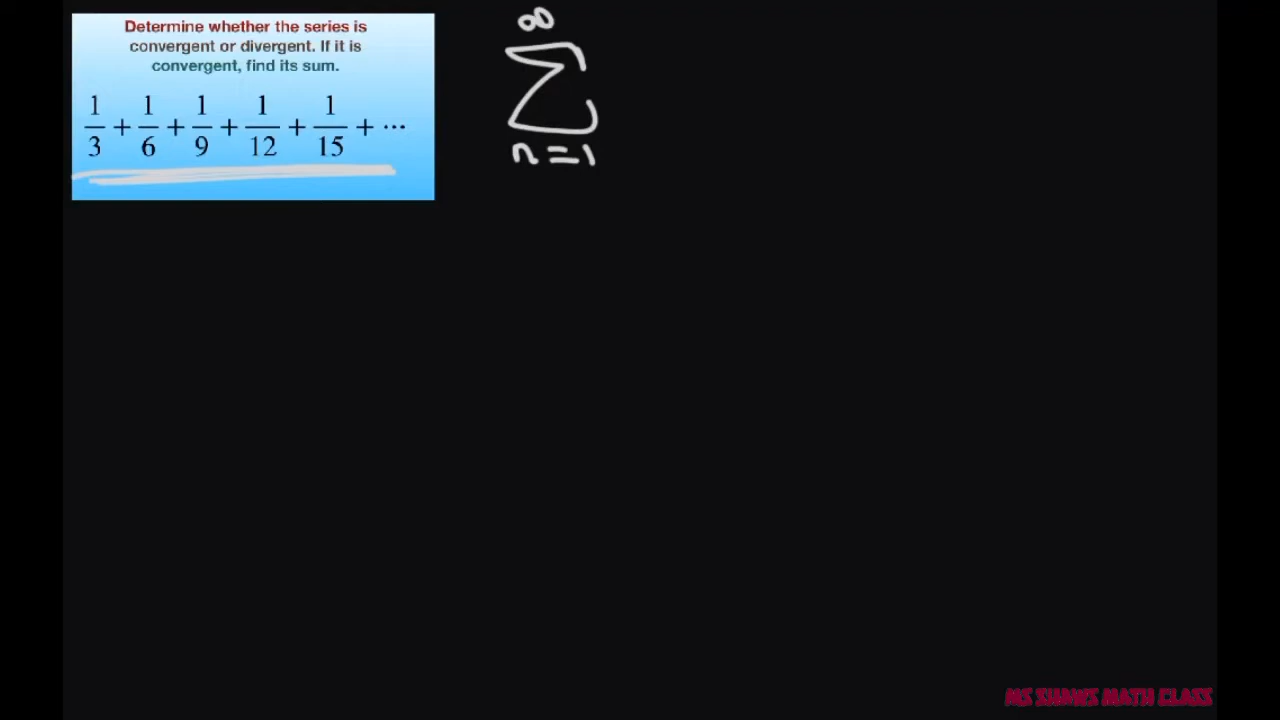 Determine whether the series is
convergent or divergent. If it is
convergent, find its sum.
1/3 + 1/6 + 1/9 + 1/12 + 1/15 + ···
∞
∑
n=1
MS SHAWS MATH CLASS